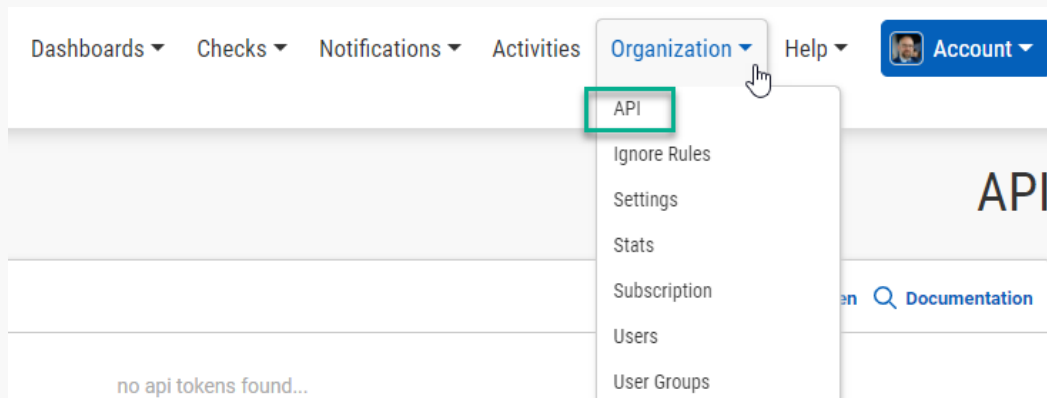 Dashboards Checks Notifications Activities Organization Help Account
API
Ignore Rules
Settings
API
Stats
Subscription
en Documentation
Users
no api tokens found...
User Groups